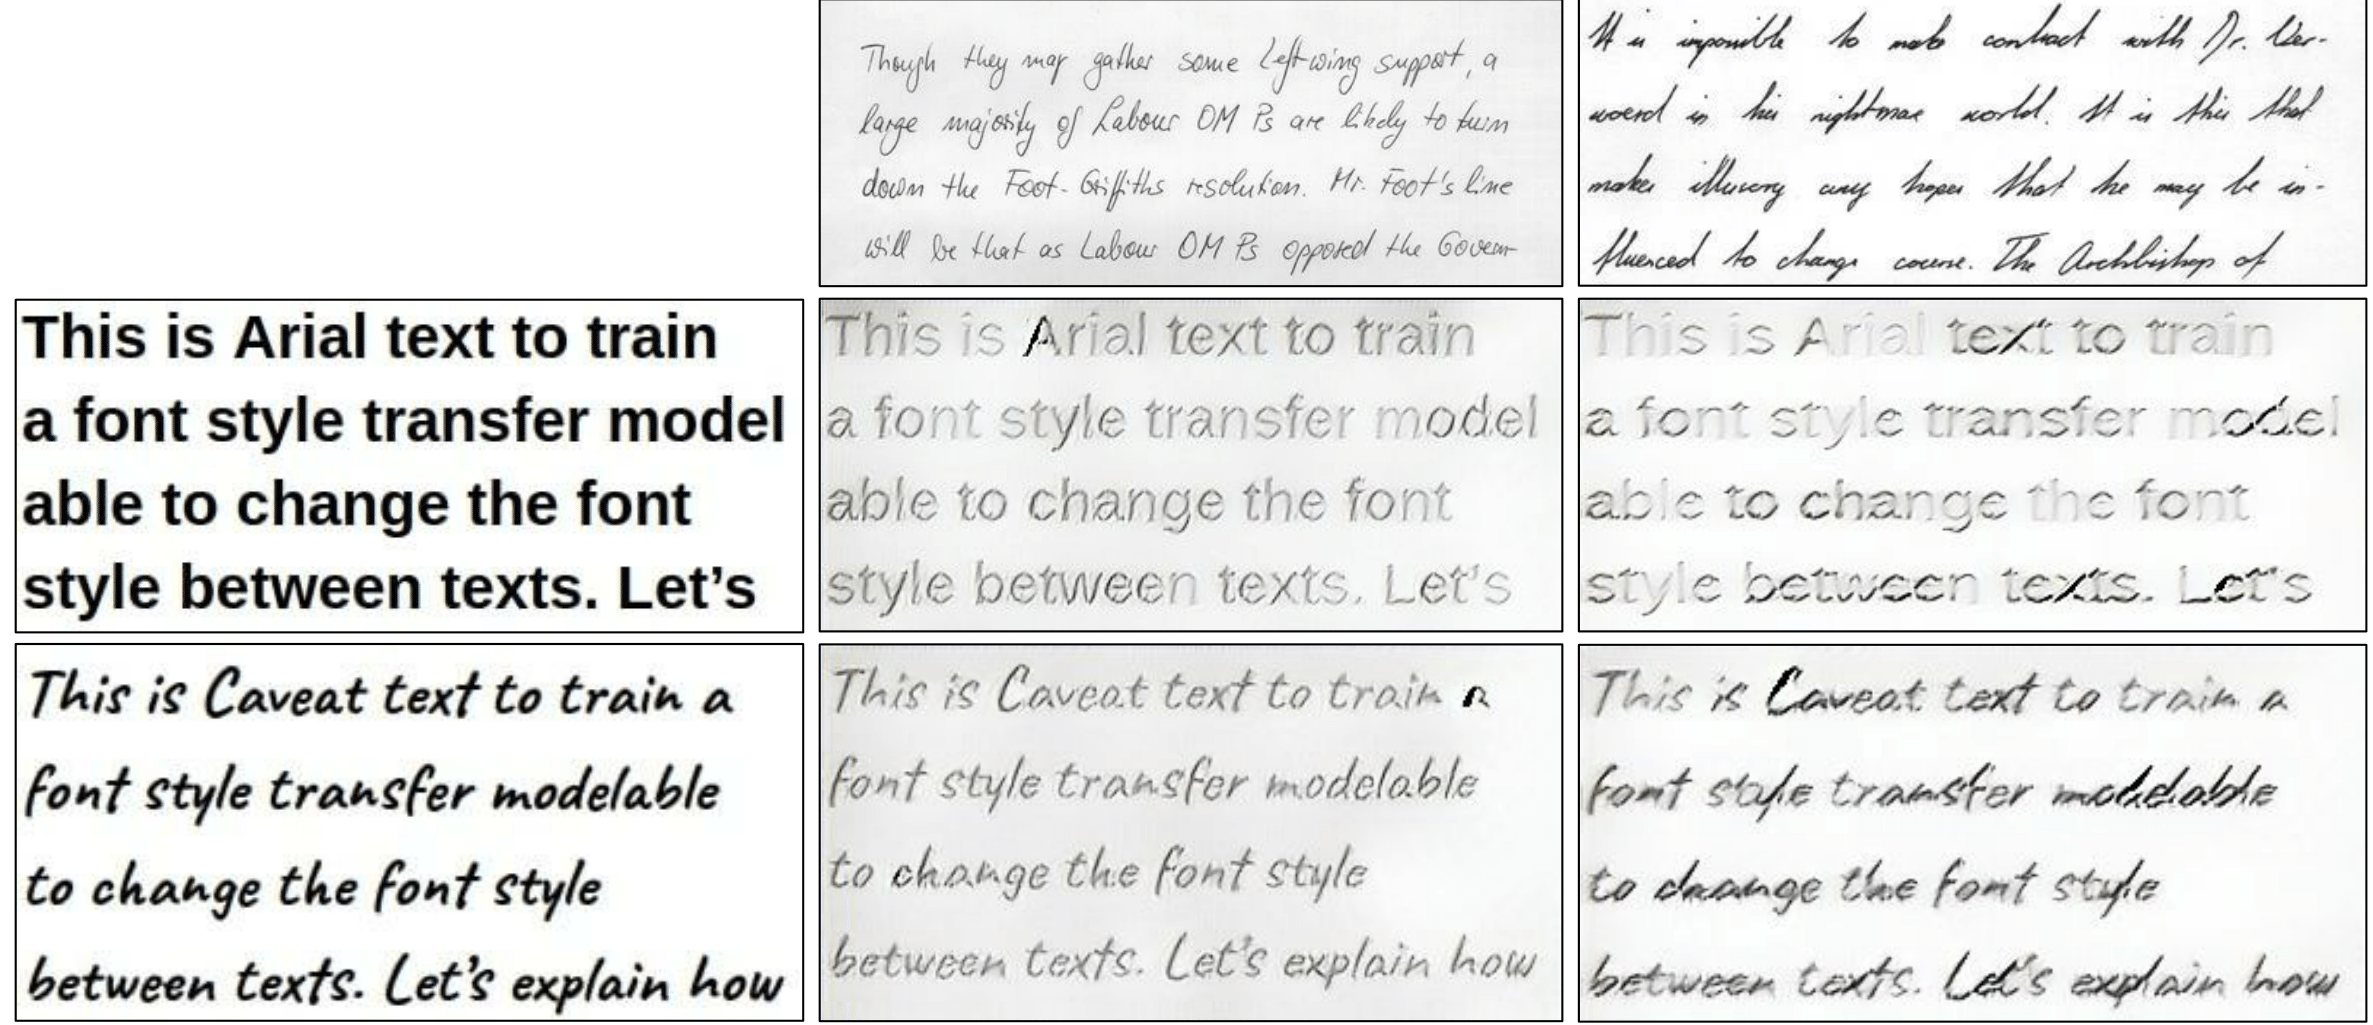 Though they may gather some Left-wing support, a
large majority of Labour OM Ps are likely to turn
down the Foot-Griffiths resolution. Mr. Foot's line
will be that as Labour OM Ps opposed the Govern-
It is impossible to make contact with Dr. Ver-
woerd in his nightmare world. It is this that
makes illusory any hopes that he may be in-
fluenced to change course. The Archbishop of
This is Arial text to train
a font style transfer model
able to change the font
style between texts. Let’s
This is Arial text to train
a font style transfer model
able to change the font
style between texts. Let's
This is Arial text to train
a font style transfer model
able to change the font
style between texts. Let's
This is Caveat text to train a
font style transfer modelable
to change the font style
between texts. Let’s explain how
This is Caveat text to train a
font style transfer modelable
to change the font style
between texts. Let's explain how
This is Caveat text to train a
font style transfer modelable
to change the font style
between texts. Let's explain how